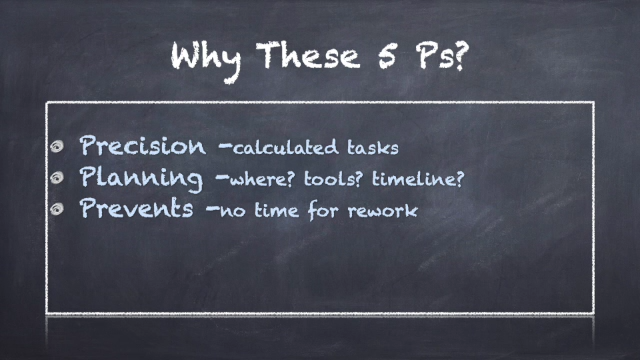 Why These 5 Ps?
Precision -calculated tasks
Planning -where? tools? timeline?
Prevents -no time for rework